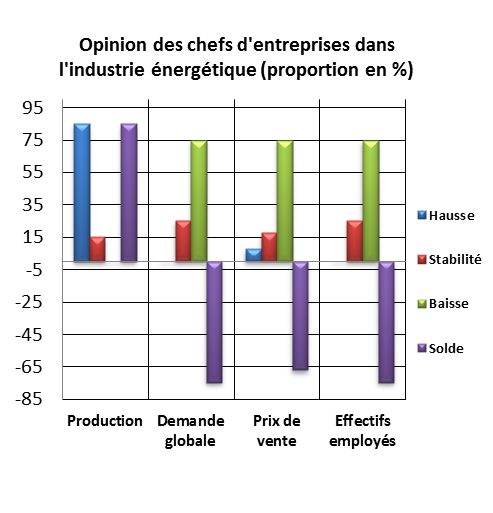 Opinion des chefs d'entreprises dans
l'industrie énergétique (proportion en %)
95
75
55
35
15
-5
-25
-45
-65
-85
Hausse
Stabilité
Baisse
Solde
Production
Demande
globale
Prix de
vente
Effectifs
employés